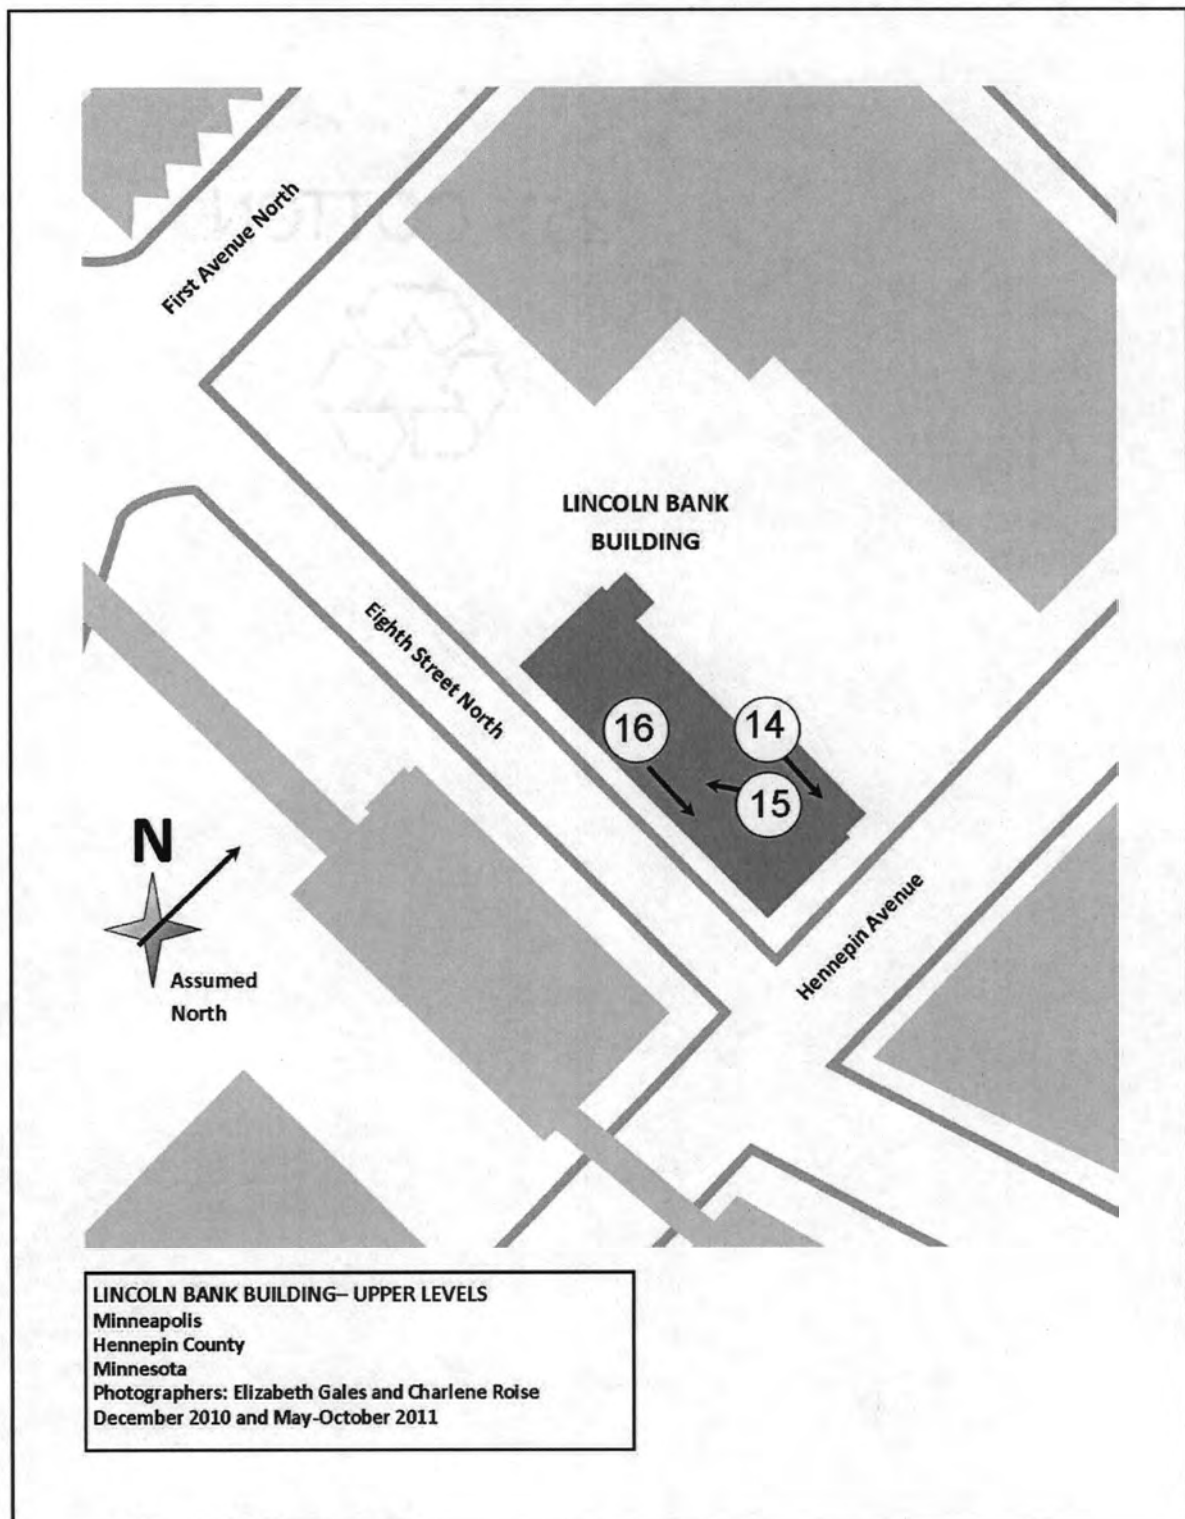 First Avenue North
LINCOLN BANK
BUILDING
Eighth Street North
16
14
15
N
Assumed
North
Hennepin Avenue
LINCOLN BANK BUILDING– UPPER LEVELS
Minneapolis
Hennepin County
Minnesota
Photographers: Elizabeth Gales and Charlene Roise
December 2010 and May-October 2011